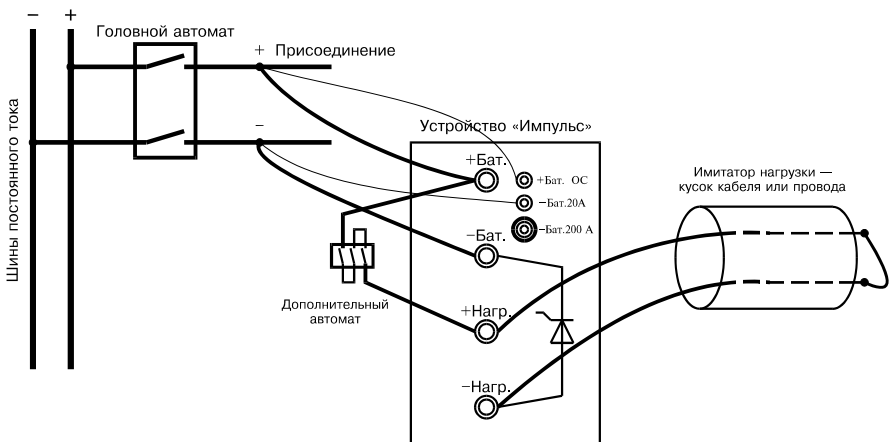 − +
Головной автомат
+ Присоединение
−
Шины постоянного тока
Устройство «Импульс»
+Бат.
+Бат. ОС
−Бат.20А
−Бат.200 А
−Бат.
Имитатор нагрузки —
кусок кабеля или провода
Дополнительный
автомат
+Нагр.
−Нагр.